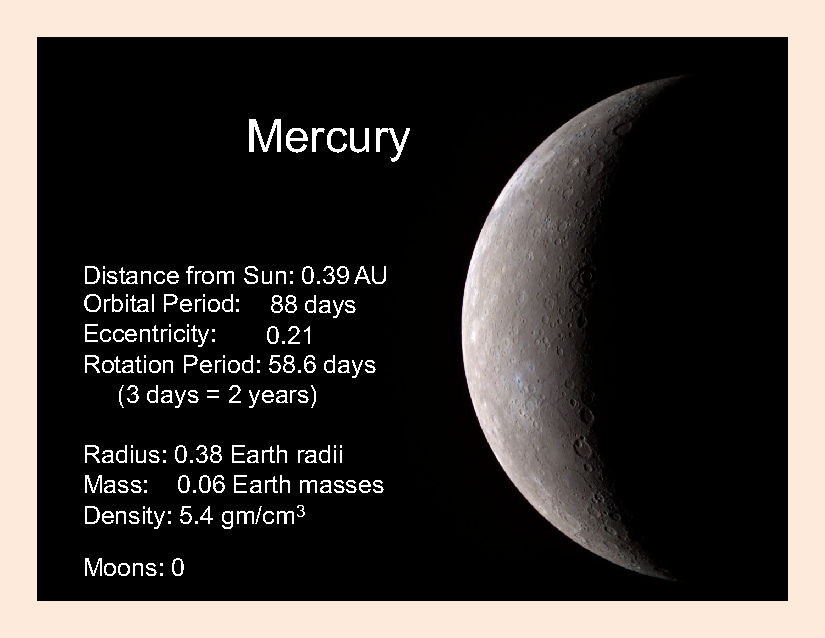 Mercury
Distance from Sun: 0.39 AU
Orbital Period: 88 days
Eccentricity: 0.21
Rotation Period: 58.6 days
(3 days = 2 years)
Radius: 0.38 Earth radii
Mass: 0.06 Earth masses
Density: 5.4 gm/cm³
Moons: 0